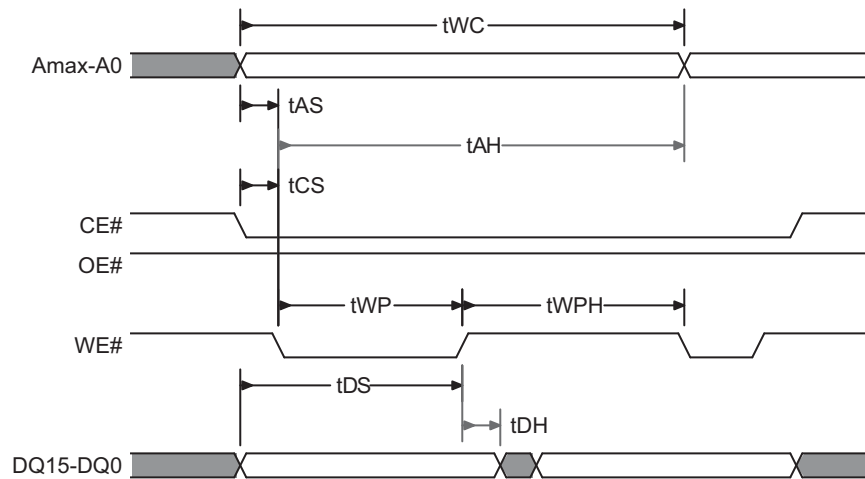 tWC
Amax-A0
tAS
tAH
tCS
CE#
OE#
tWP
tWPH
WE#
tDS
tDH
DQ15-DQ0